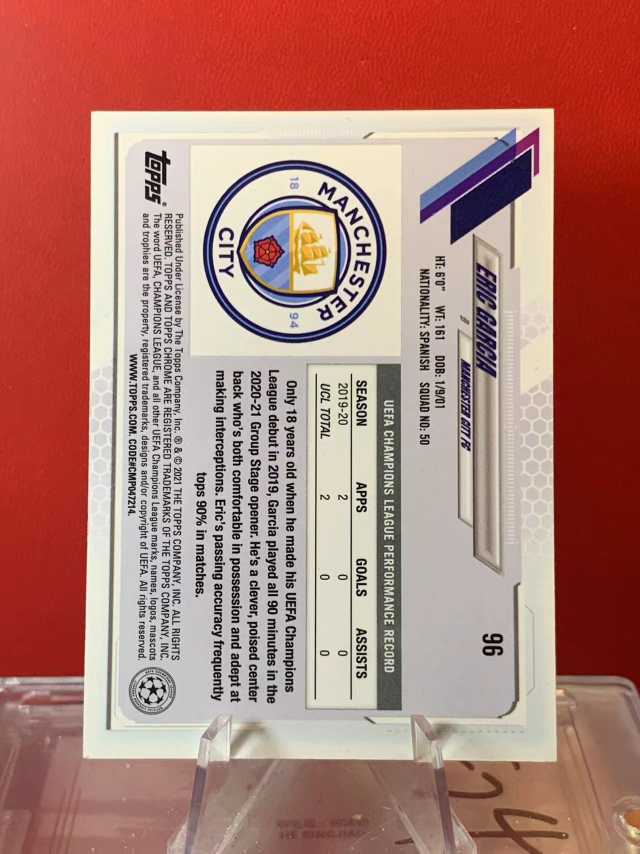 96
ERIC GARCIA
MANCHESTER CITY FC
HT: 6'0" WT: 161 DOB: 1/9/01
NATIONALITY: SPANISH SQUAD NO: 50
MANCHESTER
18 94
CITY
UEFA CHAMPIONS LEAGUE PERFORMANCE RECORD
SEASON APPS GOALS ASSISTS
2019-20 2 0 0
UCL TOTAL 2 0 0
Only 18 years old when he made his UEFA Champions
League debut in 2019, Garcia played all 90 minutes in the
2020-21 Group Stage opener. He's a clever, poised center
back who's both comfortable in possession and adept at
making interceptions. Eric's passing accuracy frequently
tops 90% in matches.
topps®
Published Under License by The Topps Company, Inc. ® & © 2021 THE TOPPS COMPANY, INC. ALL RIGHTS
RESERVED. TOPPS AND TOPPS CHROME ARE REGISTERED TRADEMARKS OF THE TOPPS COMPANY, INC.
The word UEFA, CHAMPIONS LEAGUE, and all other UEFA Champions League marks, names, logos, mascots
and trophies are the property, registered trademarks, designs and/or copyright of UEFA. All rights reserved.
WWW.TOPPS.COM. CODE#CMP047214.